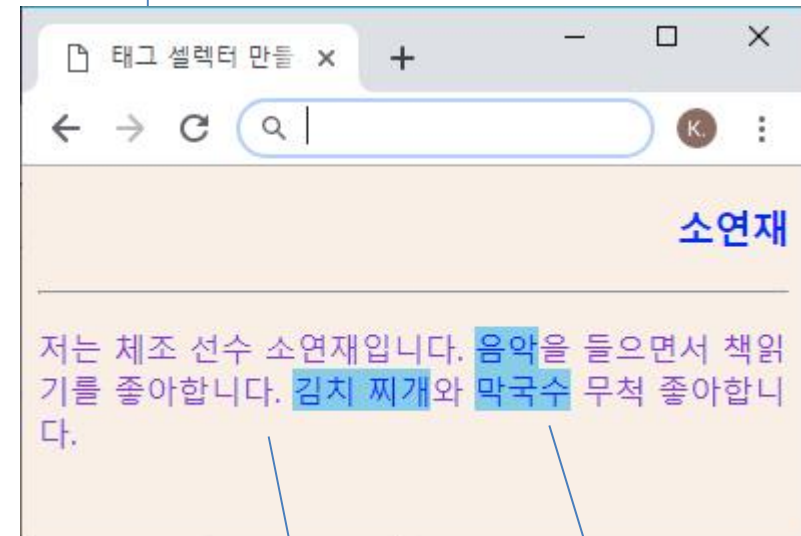 태그 셀렉터 만들
K.
소연재
저는 체조 선수 소연재입니다. 음악을 들으면서 책읽
기를 좋아합니다. 김치 찌개와 막국수 무척 좋아합니
다.